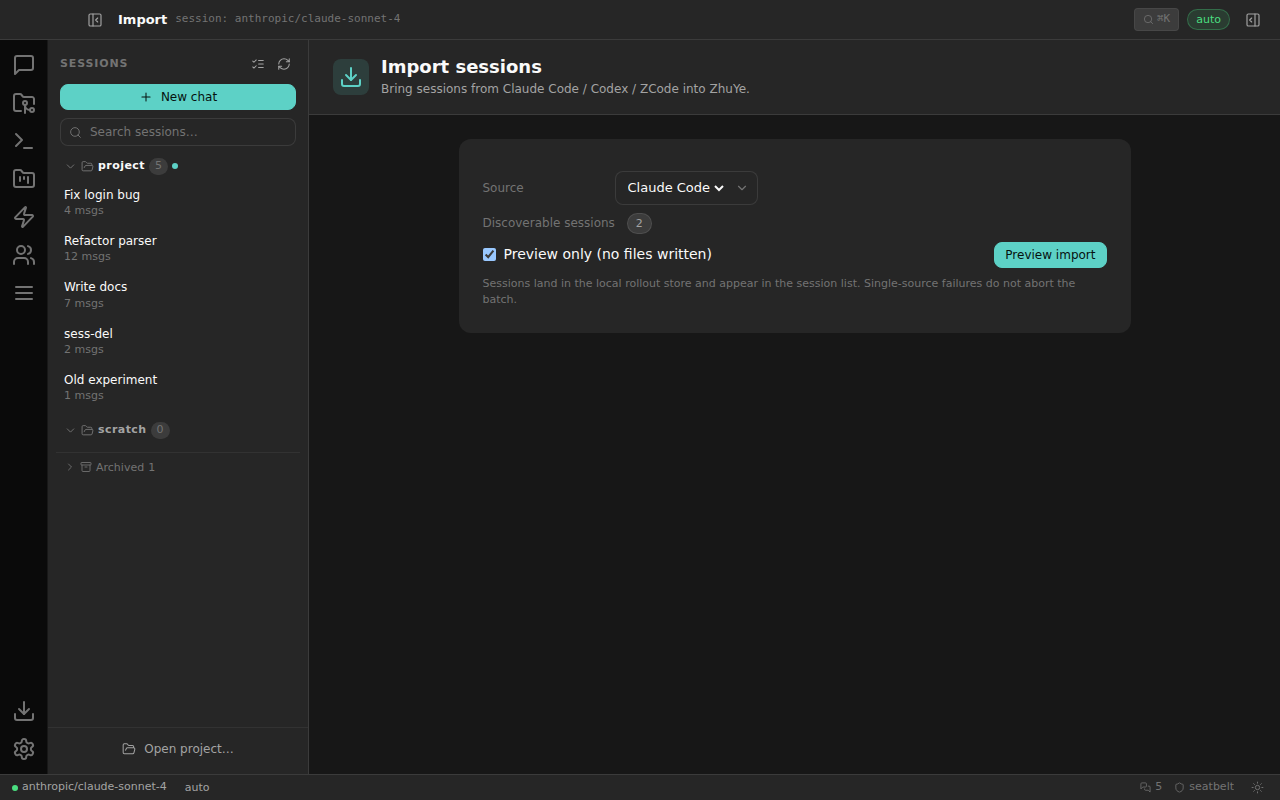 Import session: anthropic/claude-sonnet-4
⌘K
auto
SESSIONS
New chat
Search sessions…
project 5
Fix login bug
4 msgs
Refactor parser
12 msgs
Write docs
7 msgs
sess-del
2 msgs
Old experiment
1 msgs
scratch 0
Archived 1
Open project…
Import sessions
Bring sessions from Claude Code / Codex / ZCode into ZhuYe.
Source Claude Code
Discoverable sessions 2
Preview only (no files written)
Preview import
Sessions land in the local rollout store and appear in the session list. Single-source failures do not abort the
batch.
anthropic/claude-sonnet-4 auto
5 seatbelt